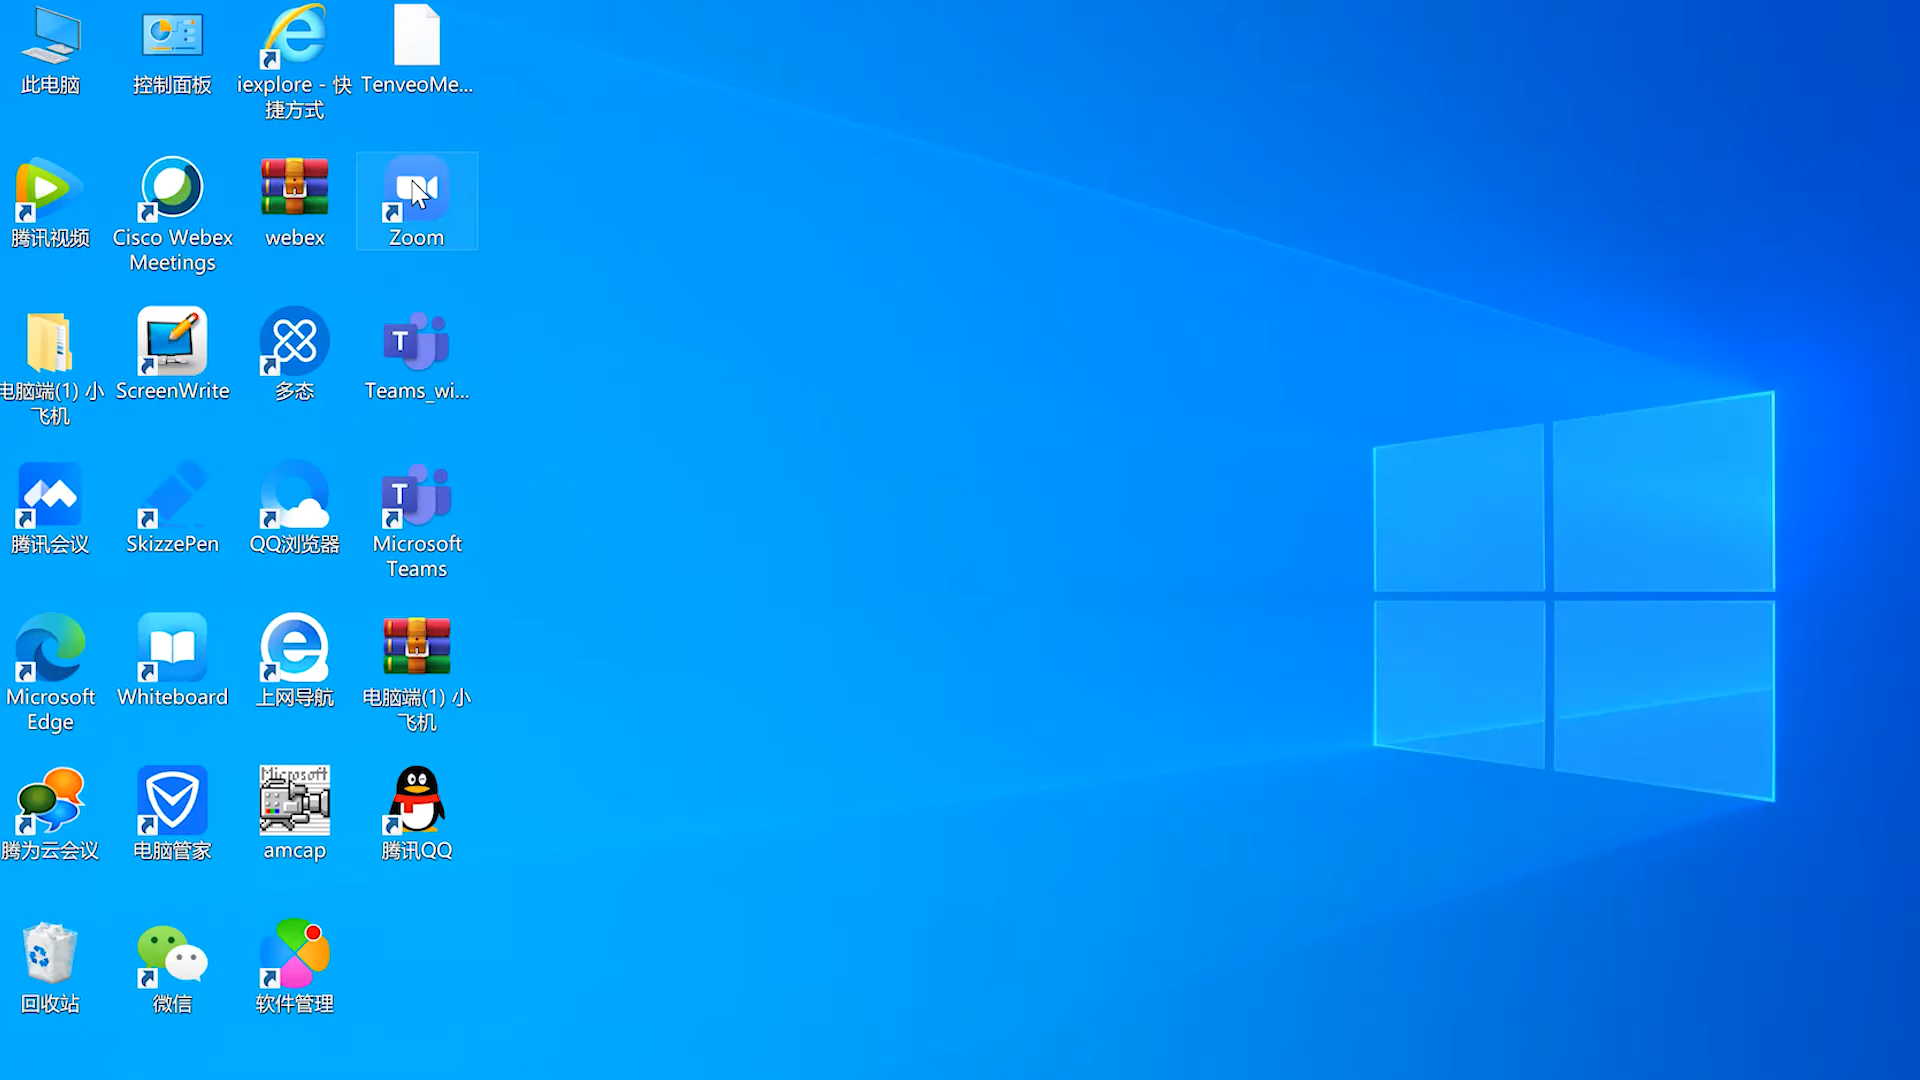 此电脑
控制面板
iexplore - 快
捷方式
TenveoMe...
腾讯视频
Cisco Webex
Meetings
webex
Zoom
电脑端(1) 小
飞机
ScreenWrite
多态
T
Teams_wi...
腾讯会议
SkizzePen
QQ浏览器
T
Microsoft
Teams
Microsoft
Edge
Whiteboard
上网导航
电脑端(1) 小
飞机
腾为云会议
电脑管家
Microsoft
amcap
腾讯QQ
回收站
微信
软件管理